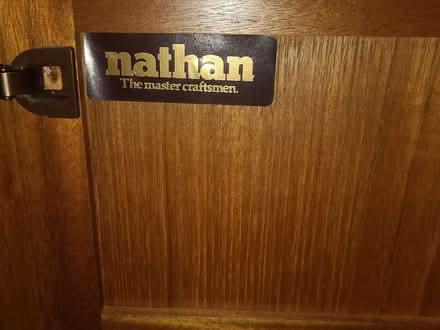 nathan
The master craftsmen.